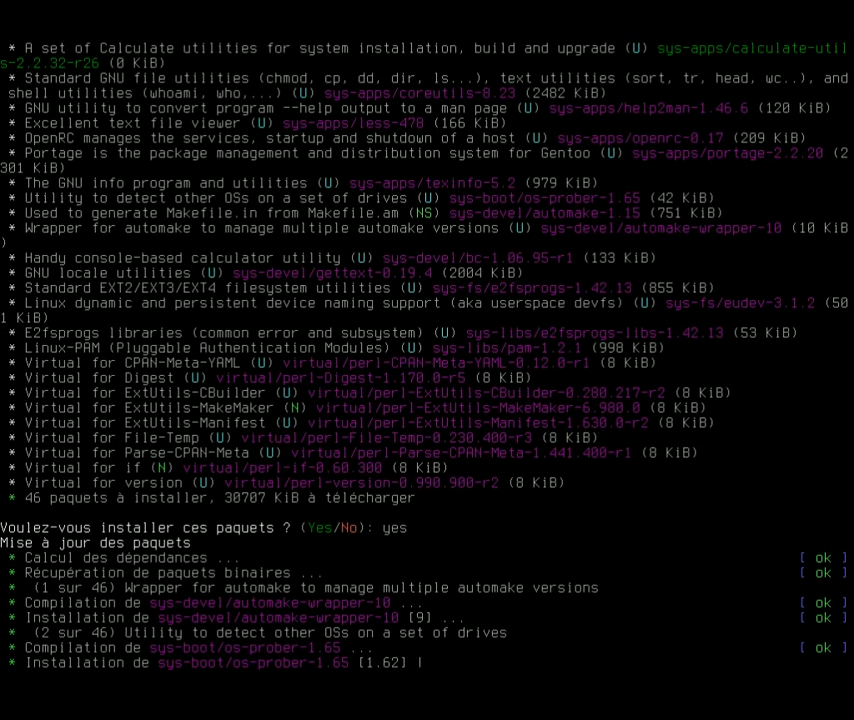 * A set of Calculate utilities for system installation, build and upgrade (U) sys-apps/calculate-util
s-2.2.32-r26 (0 KiB)
* Standard GNU file utilities (chmod, cp, dd, dir, ls...), text utilities (sort, tr, head, wc..), and
shell utilities (whoami, who,...) (U) sys-apps/coreutils-8.23 (2482 KiB)
* GNU utility to convert program --help output to a man page (U) sys-apps/help2man-1.46.6 (120 KiB)
* Excellent text file viewer (U) sys-apps/less-478 (166 KiB)
* OpenRC manages the services, startup and shutdown of a host (U) sys-apps/openrc-0.17 (209 KiB)
* Portage is the package management and distribution system for Gentoo (U) sys-apps/portage-2.2.20 (2
301 KiB)
* The GNU info program and utilities (U) sys-apps/texinfo-5.2 (979 KiB)
* Utility to detect other OSs on a set of drives (U) sys-boot/os-prober-1.65 (42 KiB)
* Used to generate Makefile.in from Makefile.am (NS) sys-devel/automake-1.15 (751 KiB)
* Wrapper for automake to manage multiple automake versions (U) sys-devel/automake-wrapper-10 (10 KiB
)
* Handy console-based calculator utility (U) sys-devel/bc-1.06.95-r1 (133 KiB)
* GNU locale utilities (U) sys-devel/gettext-0.19.4 (2004 KiB)
* Standard EXT2/EXT3/EXT4 filesystem utilities (U) sys-fs/e2fsprogs-1.42.13 (855 KiB)
* Linux dynamic and persistent device naming support (aka userspace devfs) (U) sys-fs/eudev-3.1.2 (50
1 KiB)
* E2fsprogs libraries (common error and subsystem) (U) sys-libs/e2fsprogs-libs-1.42.13 (53 KiB)
* Linux-PAM (Pluggable Authentication Modules) (U) sys-libs/pam-1.2.1 (998 KiB)
* Virtual for CPAN-Meta-YAML (U) virtual/perl-CPAN-Meta-YAML-0.12.0-r1 (8 KiB)
* Virtual for Digest (U) virtual/perl-Digest-1.170.0-r5 (8 KiB)
* Virtual for ExtUtils-CBuilder (U) virtual/perl-ExtUtils-CBuilder-0.280.217-r2 (8 KiB)
* Virtual for ExtUtils-MakeMaker (N) virtual/perl-ExtUtils-MakeMaker-6.980.0 (8 KiB)
* Virtual for ExtUtils-Manifest (U) virtual/perl-ExtUtils-Manifest-1.630.0-r2 (8 KiB)
* Virtual for File-Temp (U) virtual/perl-File-Temp-0.230.400-r3 (8 KiB)
* Virtual for Parse-CPAN-Meta (U) virtual/perl-Parse-CPAN-Meta-1.441.400-r1 (8 KiB)
* Virtual for if (N) virtual/perl-if-0.60.300 (8 KiB)
* Virtual for version (U) virtual/perl-version-0.990.900-r2 (8 KiB)
* 46 paquets à installer, 30707 KiB à télécharger
Voulez-vous installer ces paquets ? (Yes/No): yes
Mise à jour des paquets
* Calcul des dépendances ... [ ok ]
* Récupération de paquets binaires ... [ ok ]
* (1 sur 46) Wrapper for automake to manage multiple automake versions
* Compilation de sys-devel/automake-wrapper-10 ... [ ok ]
* Installation de sys-devel/automake-wrapper-10 [9] ... [ ok ]
* (2 sur 46) Utility to detect other OSs on a set of drives
* Compilation de sys-boot/os-prober-1.65 ... [ ok ]
* Installation de sys-boot/os-prober-1.65 [1.62] |